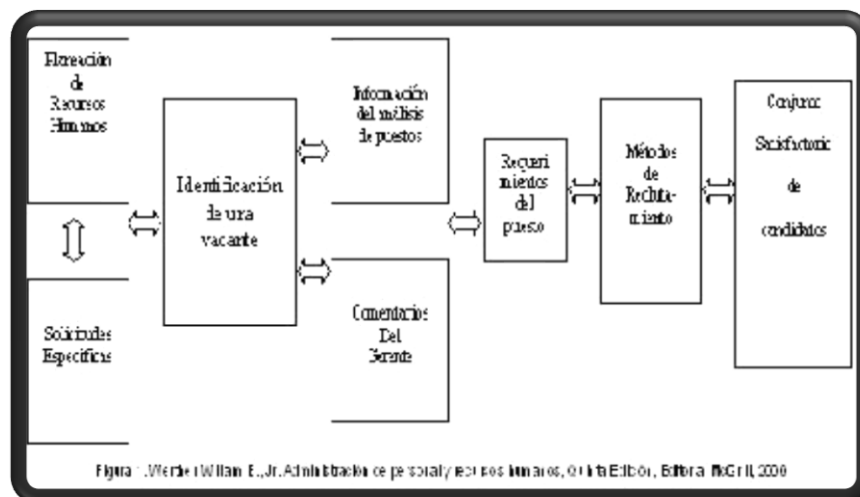 Planeación
de
Recursos
Humanos
Solicitudes
Específicas
Identificación
de una
vacante
Información
del análisis
de puestos
Comentarios
Del
Gerente
Requeri
mientos
del
puesto
Métodos
de
Recluta-
miento
Conjunto
Satisfactorio
de
candidatos
Figura 1. Werther William B., Jr. Administración de personal y recursos humanos, Quinta Edición, Editorial 2000